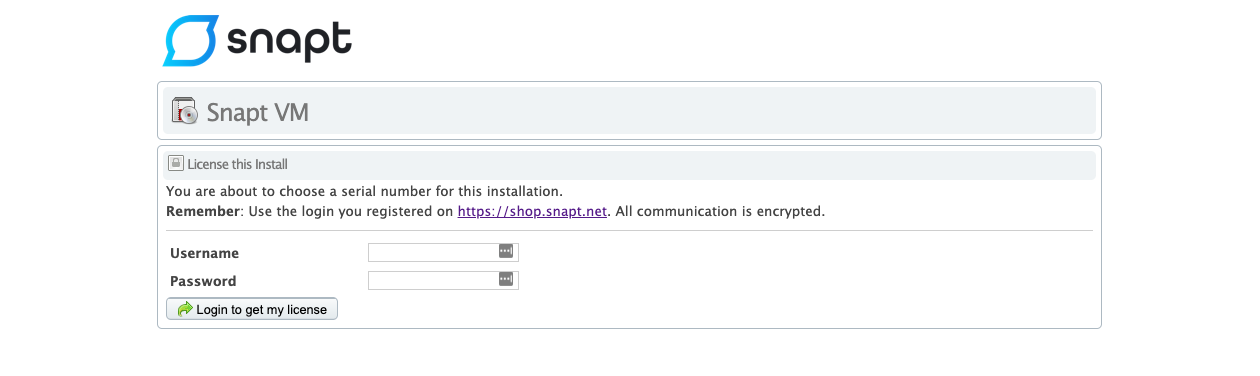 snapt
Snapt VM
License this Install
You are about to choose a serial number for this installation.
Remember: Use the login you registered on https://shop.snapt.net. All communication is encrypted.
Username
Password
Login to get my license